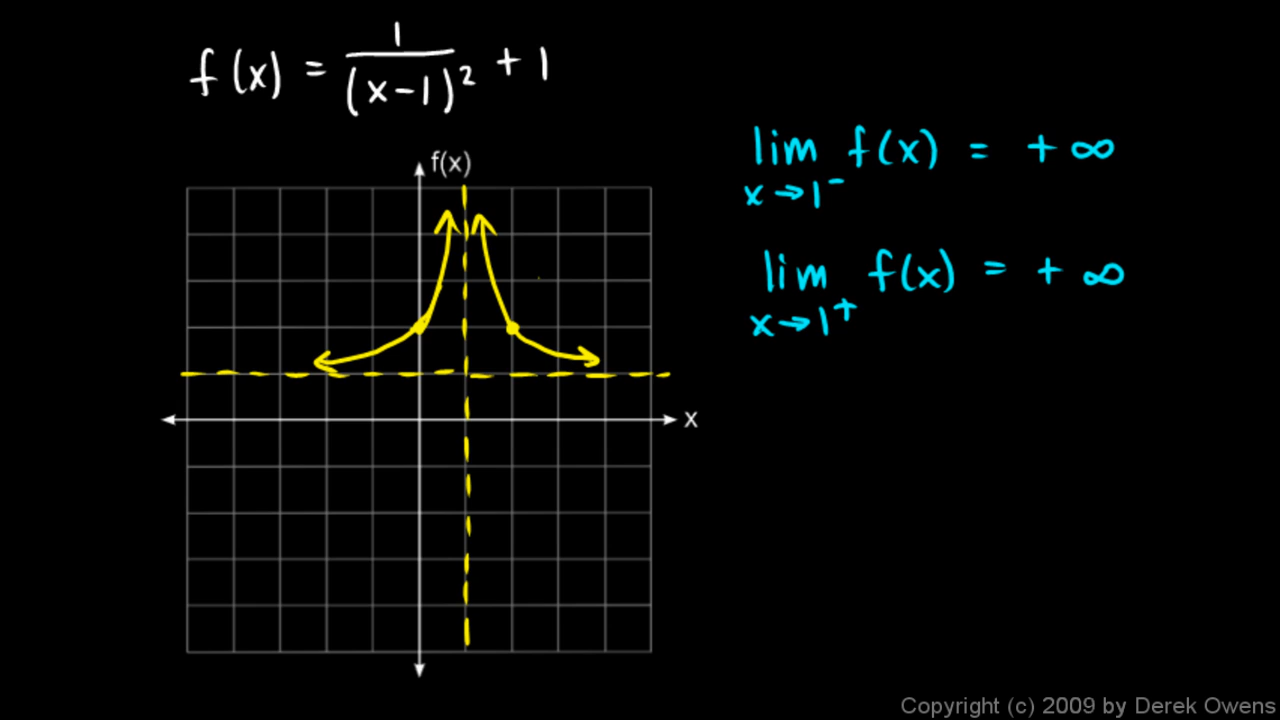 f(x) = 1/(x-1)² + 1
f(x)
lim f(x) = + ∞
x→1⁻
lim f(x) = + ∞
x→1⁺
x
Copyright (c) 2009 by Derek Owens